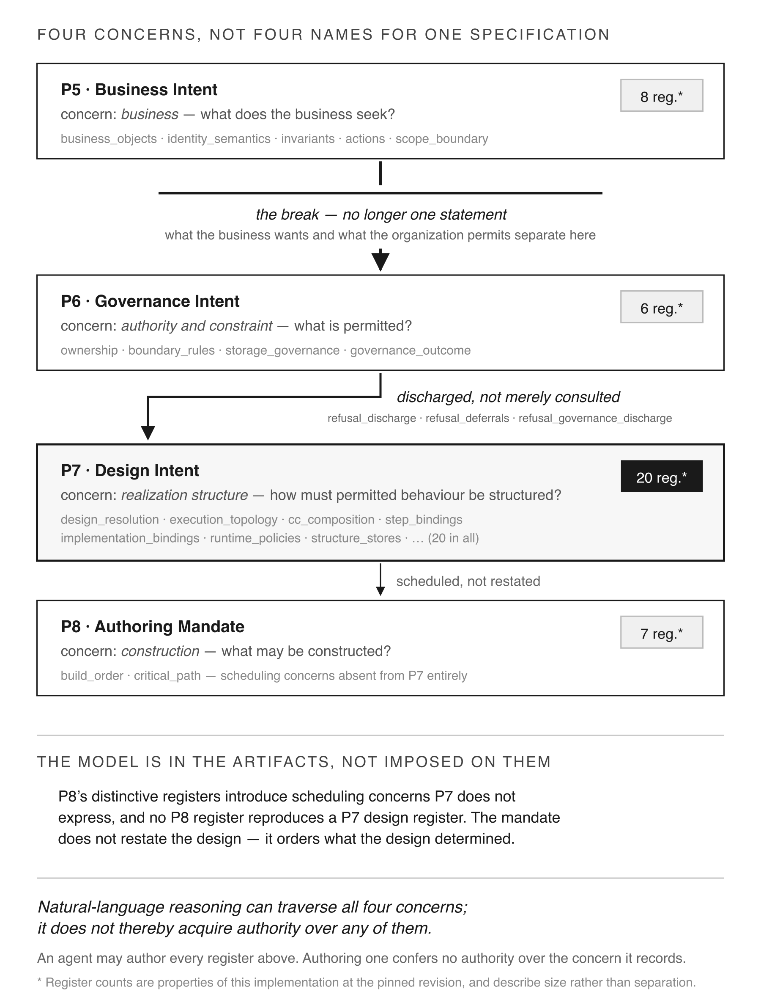 FOUR CONCERNS, NOT FOUR NAMES FOR ONE SPECIFICATION
P5 · Business Intent
8 reg.*
concern: business — what does the business seek?
business_objects · identity_semantics · invariants · actions · scope_boundary
the break — no longer one statement
what the business wants and what the organization permits separate here
P6 · Governance Intent
6 reg.*
concern: authority and constraint — what is permitted?
ownership · boundary_rules · storage_governance · governance_outcome
discharged, not merely consulted
refusal_discharge · refusal_deferrals · refusal_governance_discharge
P7 · Design Intent
20 reg.*
concern: realization structure — how must permitted behaviour be structured?
design_resolution · execution_topology · cc_composition · step_bindings
implementation_bindings · runtime_policies · structure_stores · … (20 in all)
scheduled, not restated
P8 · Authoring Mandate
7 reg.*
concern: construction — what may be constructed?
build_order · critical_path — scheduling concerns absent from P7 entirely
THE MODEL IS IN THE ARTIFACTS, NOT IMPOSED ON THEM
P8’s distinctive registers introduce scheduling concerns P7 does not
express, and no P8 register reproduces a P7 design register. The mandate
does not restate the design — it orders what the design determined.
Natural-language reasoning can traverse all four concerns;
it does not thereby acquire authority over any of them.
An agent may author every register above. Authoring one confers no authority over the concern it records.
* Register counts are properties of this implementation at the pinned revision, and describe size rather than separation.